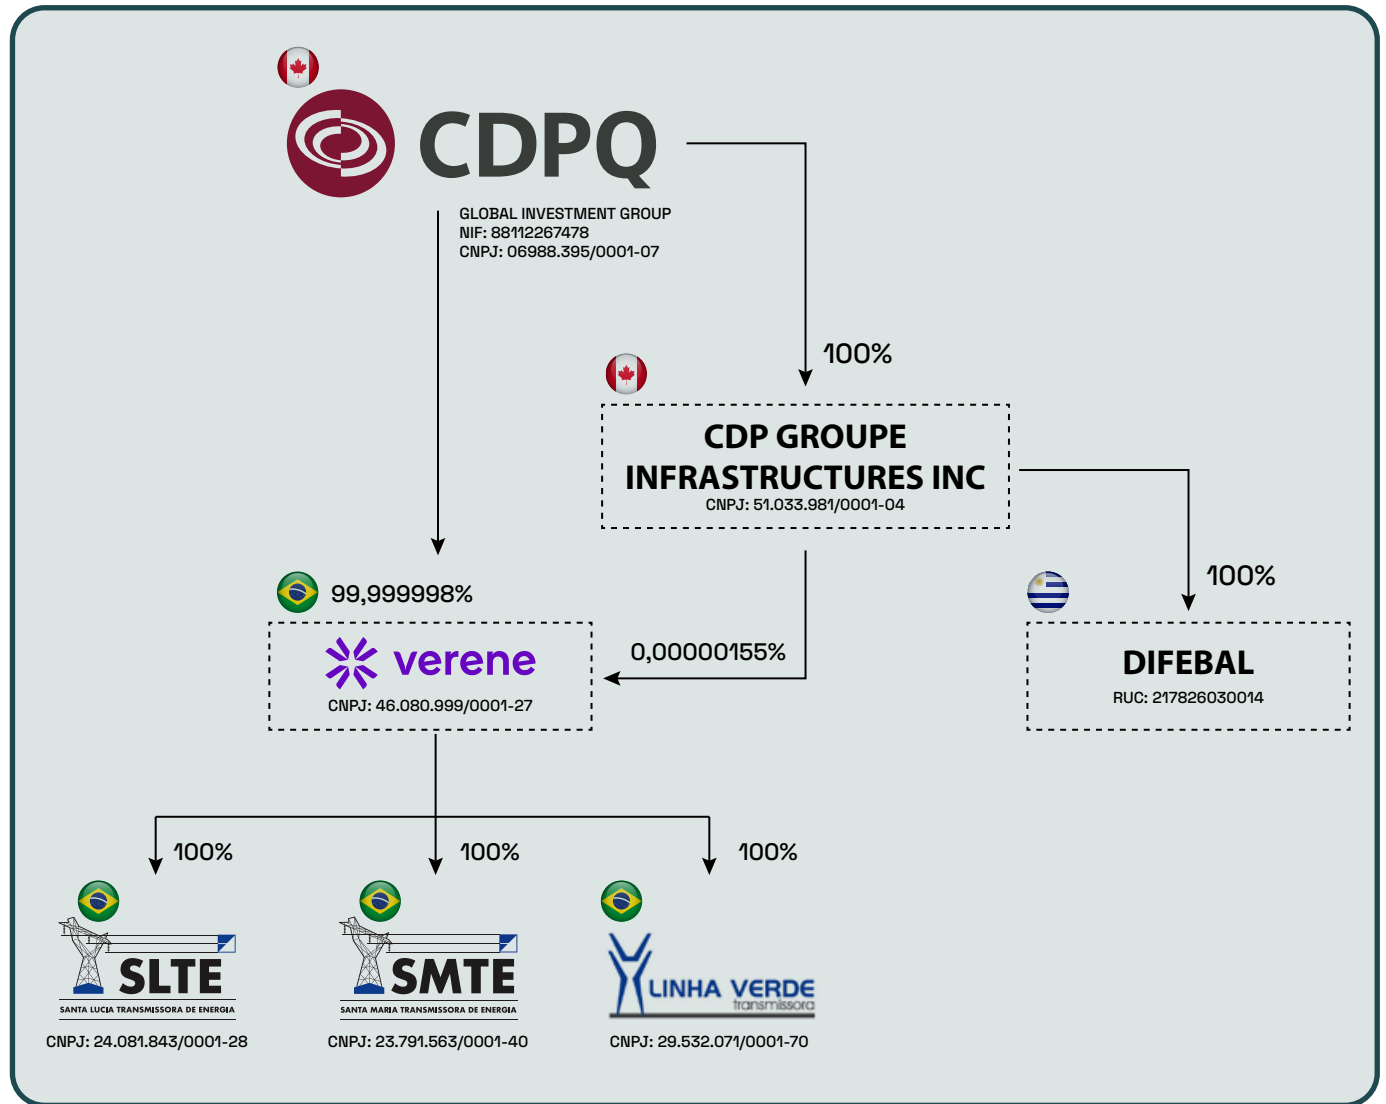 CDPQ
GLOBAL INVESTMENT GROUP
NIF: 88112267478
CNPJ: 06988.395/0001-07
100%
CDP GROUPE
INFRASTRUCTURES INC
CNPJ: 51.033.981/0001-04
99,999998%
verene
CNPJ: 46.080.999/0001-27
0,00000155%
100%
DIFEBAL
RUC: 217826030014
100%
100%
100%
SLTE
SANTA LUCIA TRANSMISSORA DE ENERGIA
CNPJ: 24.081.843/0001-28
SMTE
SANTA MARIA TRANSMISSORA DE ENERGIA
CNPJ: 23.791.563/0001-40
LINHA VERDE
transmissora
CNPJ: 29.532.071/0001-70